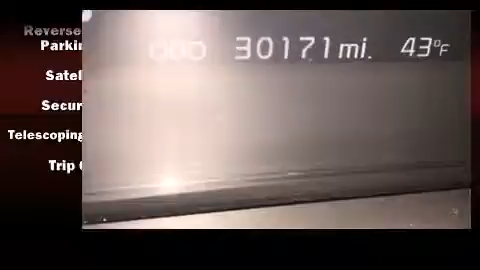 Reverse
ODO 30171 mi. 43°F
Parkin
Satel
Secur
Telescoping
Trip